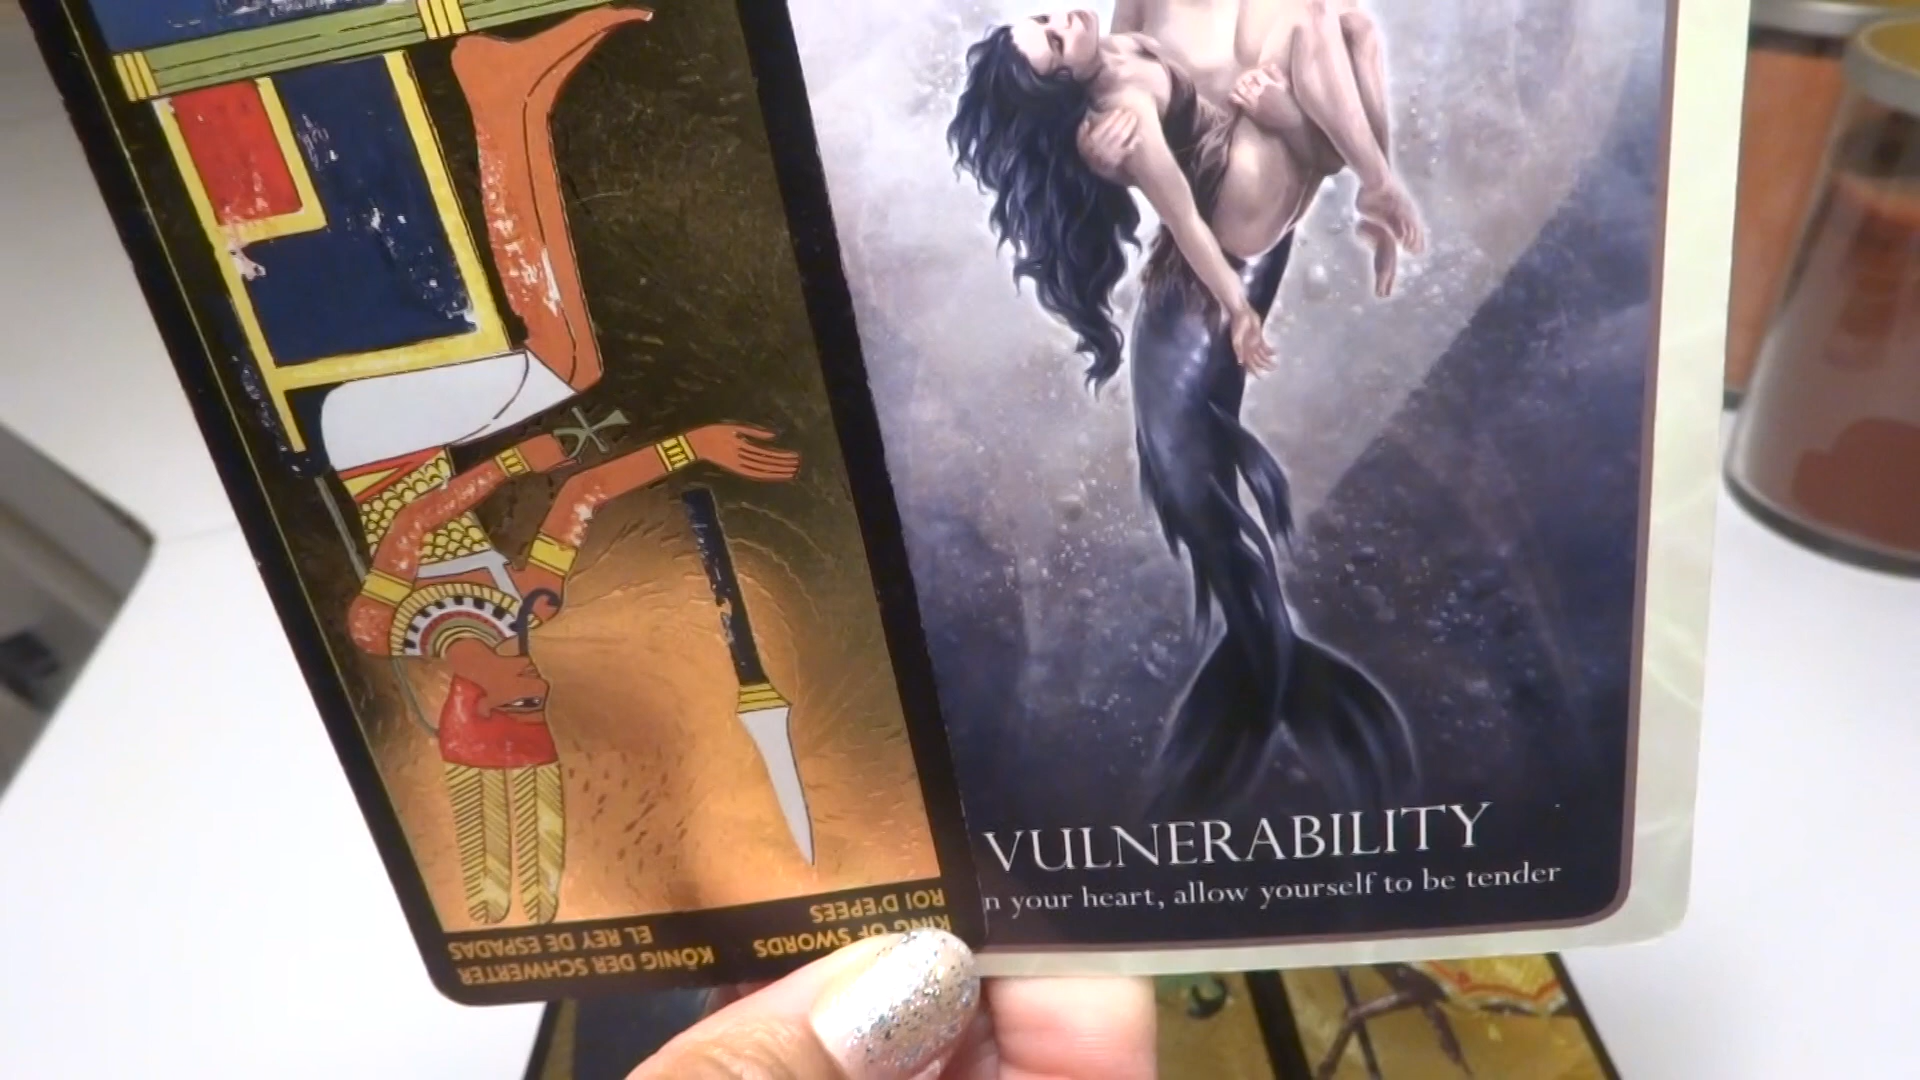 VULNERABILITY
n your heart, allow yourself to be tender
KING OF SWORDS
ROI D'EPEES
KÖNIG DER SCHWERTER
EL REY DE ESPADAS